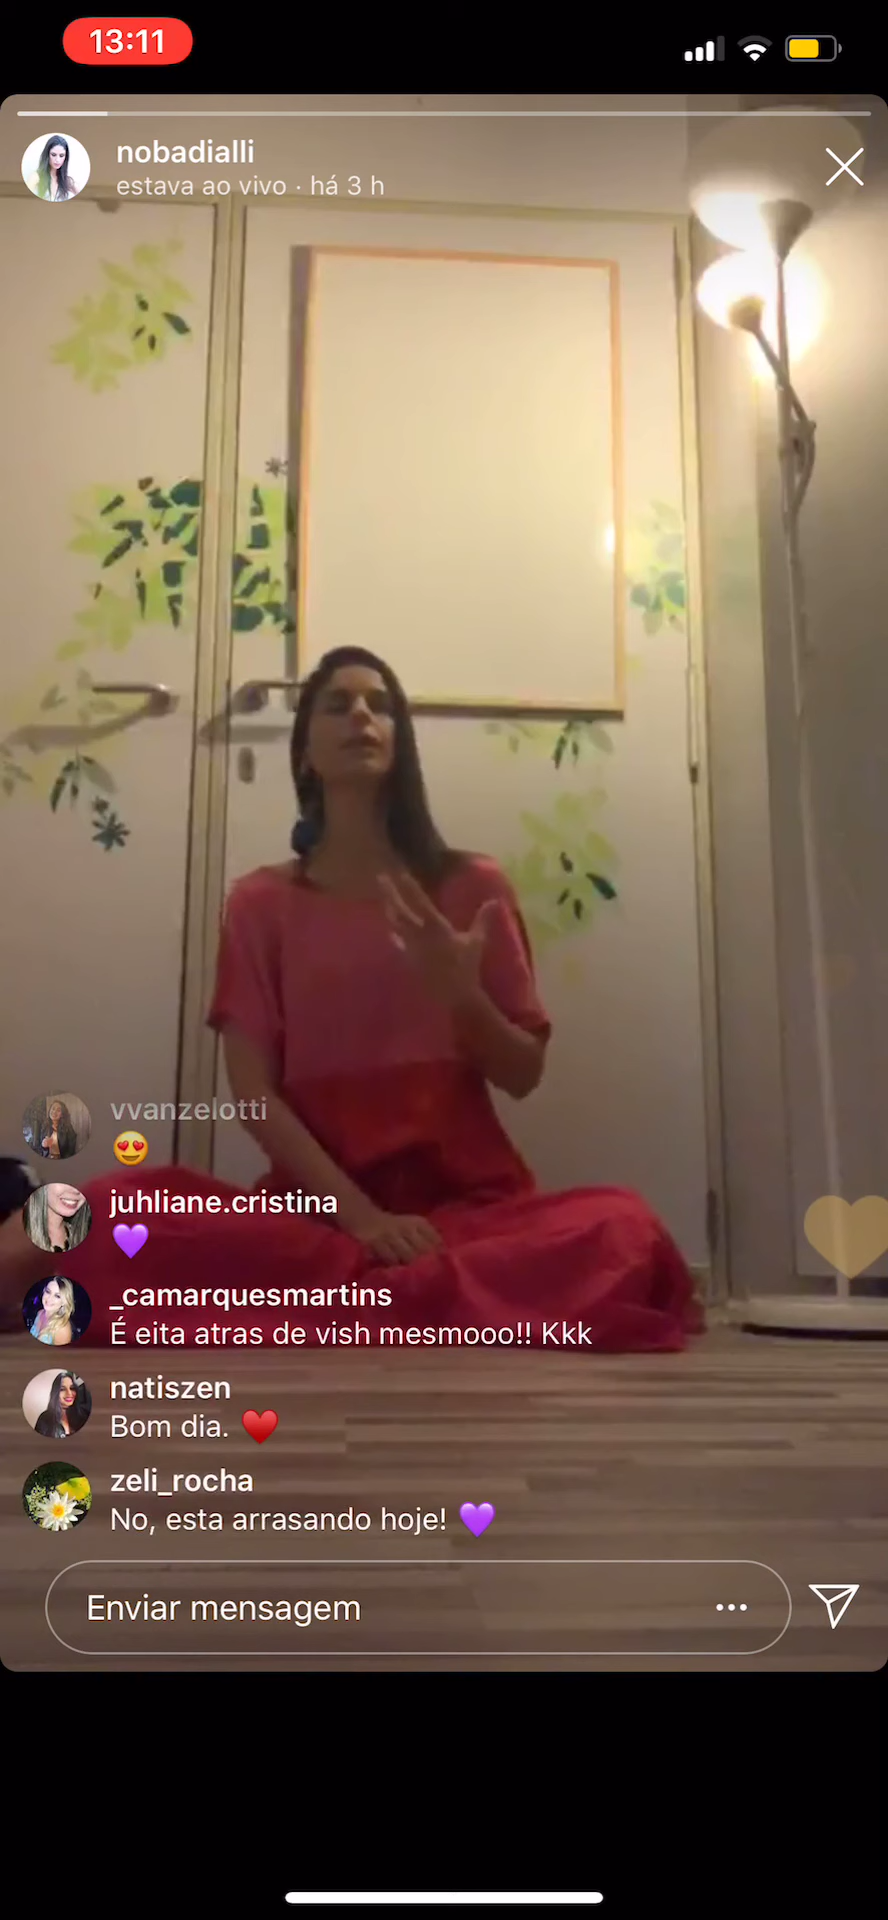 13:11
nobadialli
estava ao vivo · há 3 h
vvanzelotti
😍
juhliane.cristina
💜
_camarquesmartins
É eita atras de vish mesmooo!! Kkk
natiszen
Bom dia. ♥️
zeli_rocha
No, esta arrasando hoje! 💜
Enviar mensagem